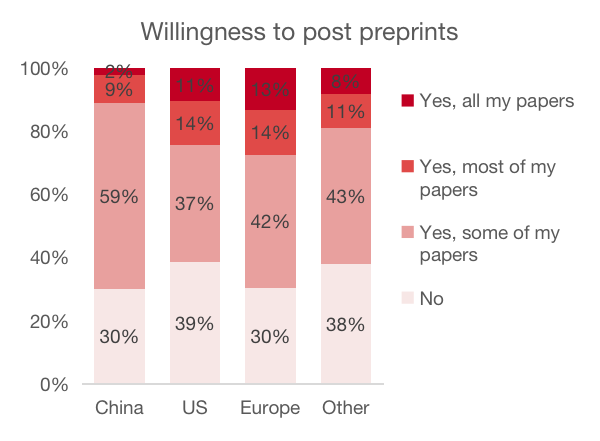 Willingness to post preprints
100%
80%
60%
40%
20%
0%
2%
9%
59%
30%
11%
14%
37%
39%
13%
14%
42%
30%
8%
11%
43%
38%
China US Europe Other
Yes, all my papers
Yes, most of my
papers
Yes, some of my
papers
No